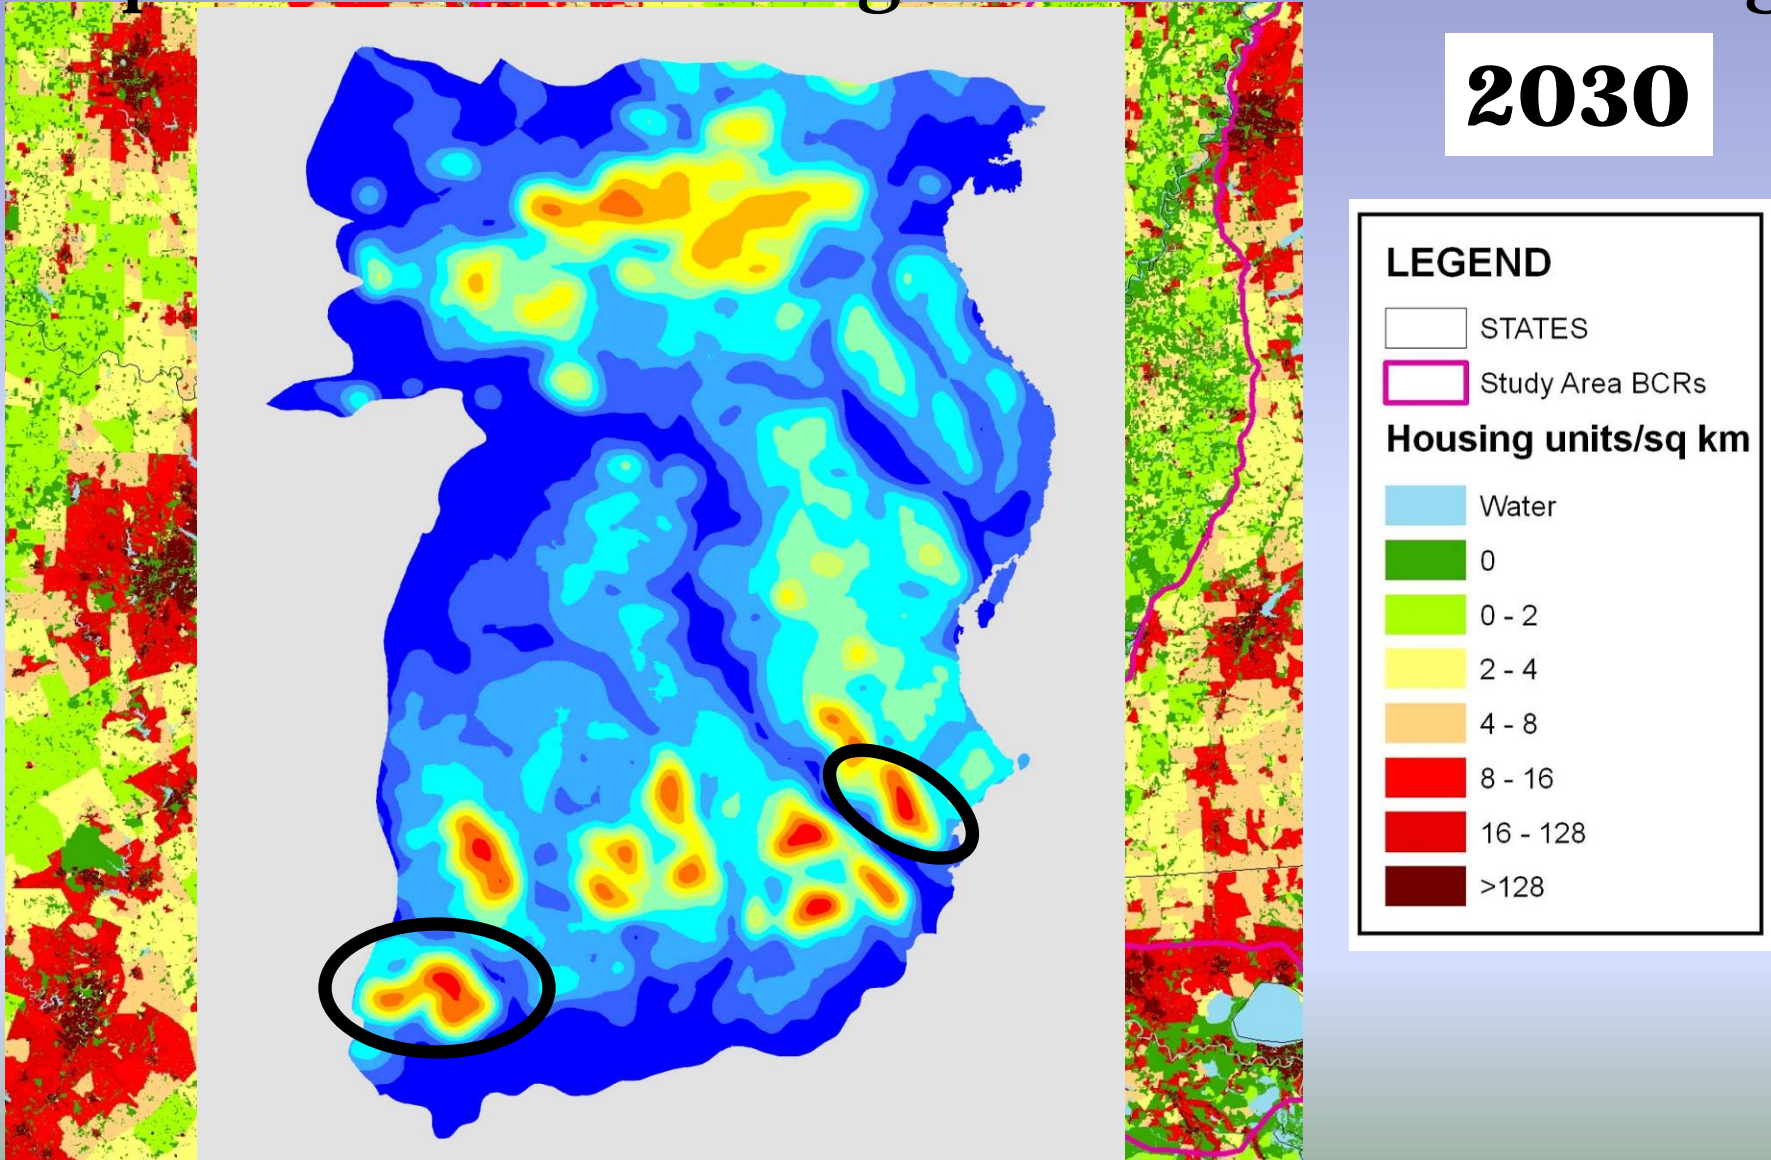 2030
LEGEND
STATES
Study Area BCRs
Housing units/sq km
Water
0
0 - 2
2 - 4
4 - 8
8 - 16
16 - 128
>128